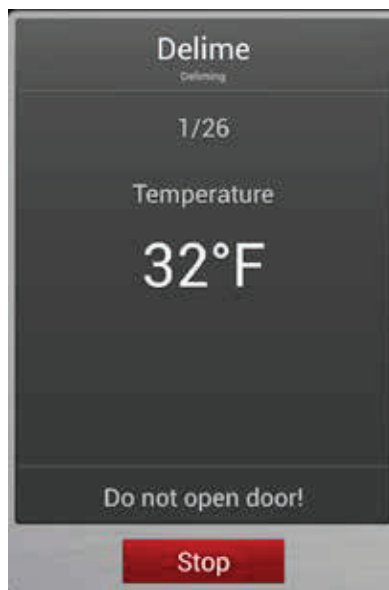 Delime
Deliming
1/26
Temperature
32°F
Do not open door!
Stop